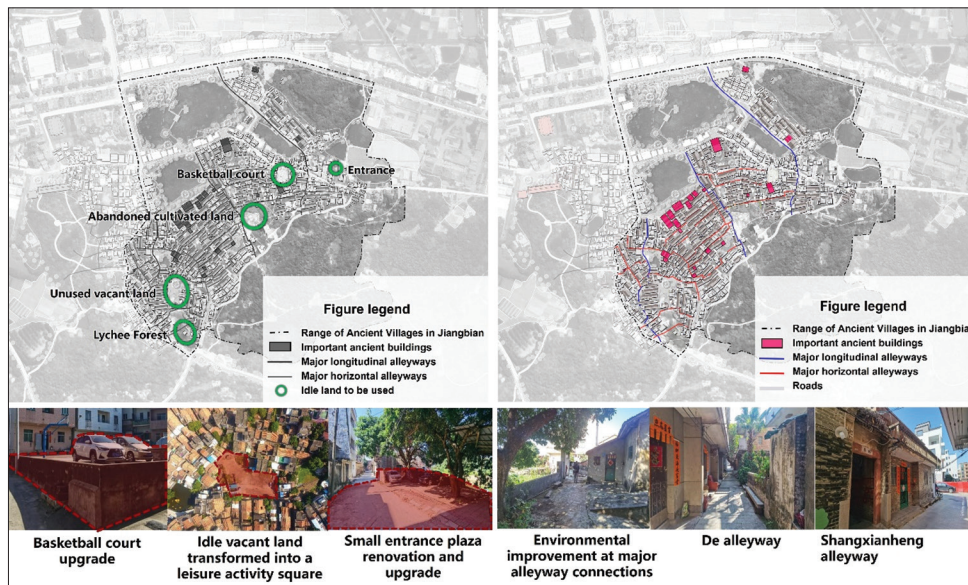 Basketball court
Entrance
Abandoned cultivated land
Unused vacant land
Lychee Forest
Figure legend
Range of Ancient Villages in Jiangbian
Important ancient buildings
Major longitudinal alleyways
Major horizontal alleyways
Idle land to be used
Figure legend
Range of Ancient Villages in Jiangbian
Important ancient buildings
Major longitudinal alleyways
Major horizontal alleyways
Roads
Basketball court
upgrade
Idle vacant land
transformed into a
leisure activity square
Small entrance plaza
renovation and
upgrade
Environmental
improvement at major
alleyway connections
De alleyway
Shangxianheng
alleyway